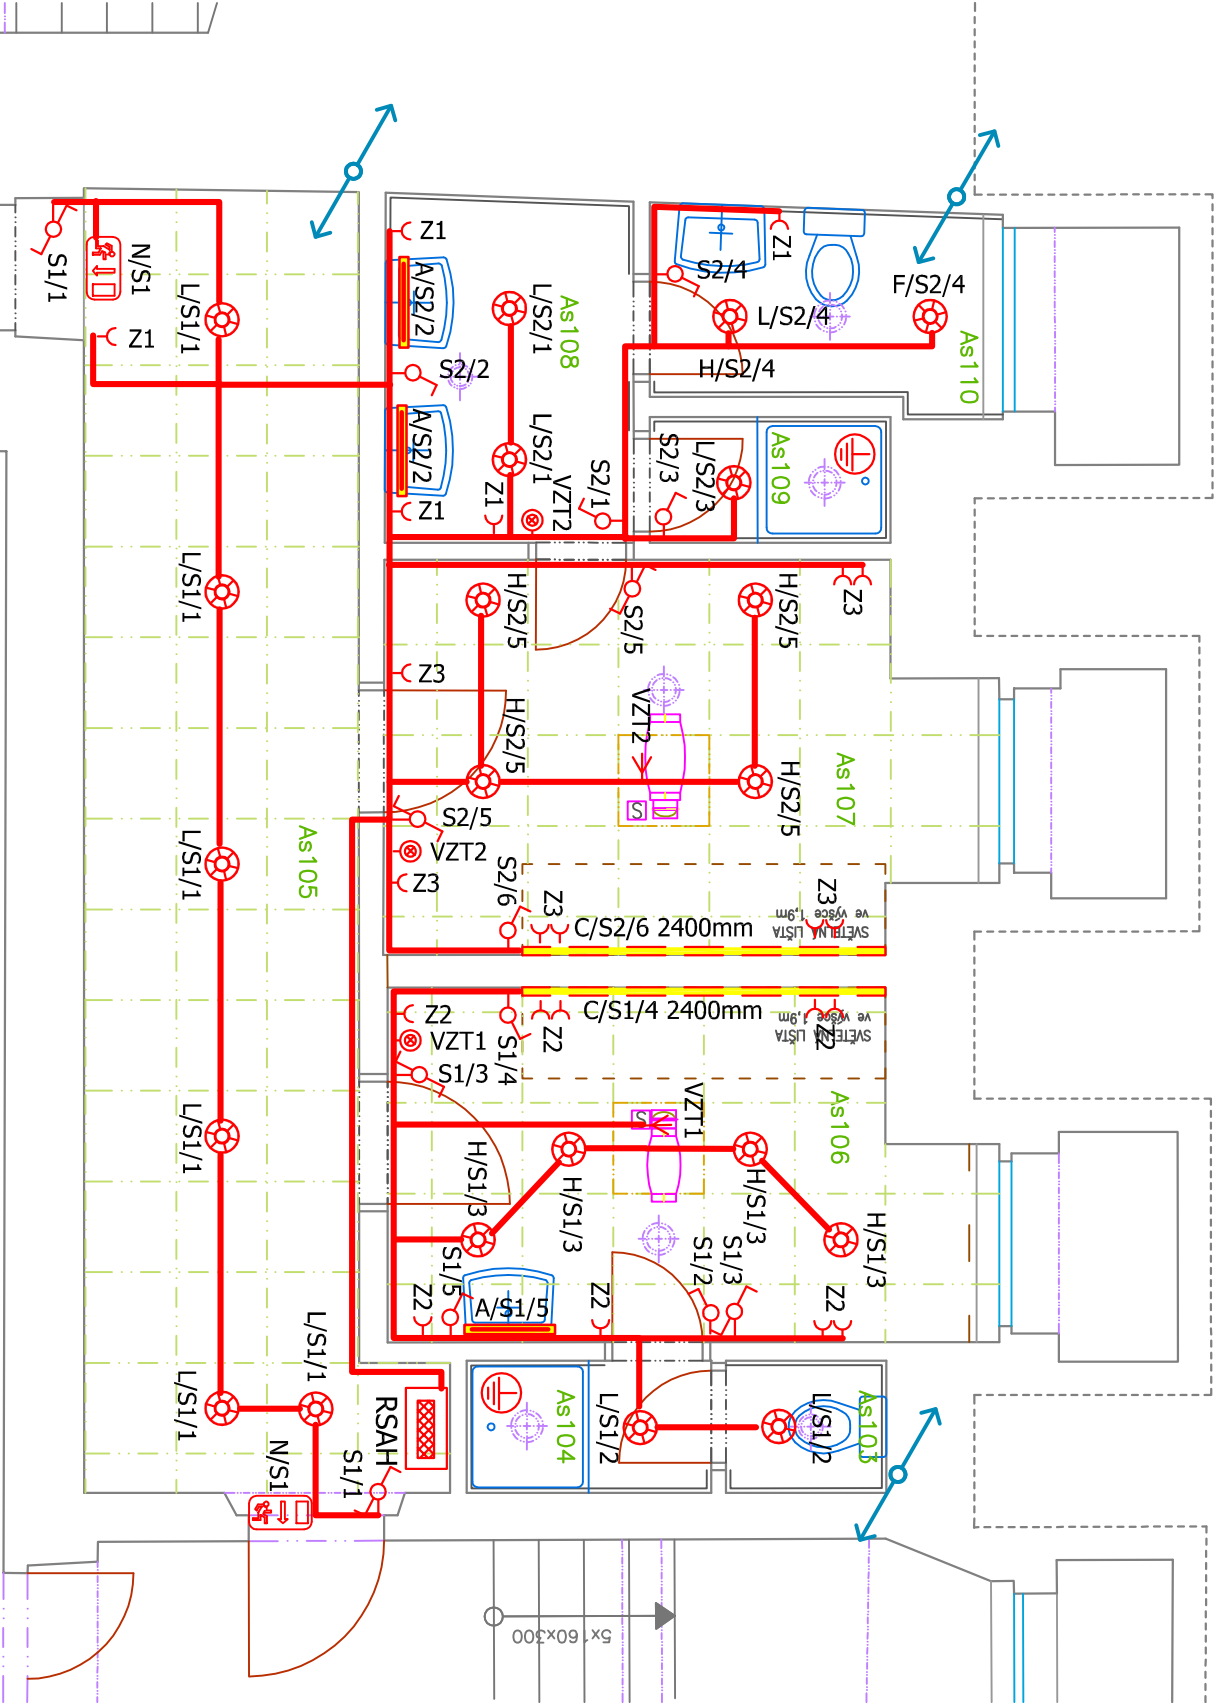 Z1
S2/4
Z1
N/S1
S1/1
A/S2/2
L/S2/1
As108
F/S2/4
L/S1/1
L/S2/4
Z1
As110
S2/2
H/S2/4
A/S2/2
L/S2/1
S2/3
L/S2/3
As109
Z1
Z1
VZT2
S2/1
L/S1/1
H/S2/5
S2/5
H/S2/5
Z3
Z3
H/S2/5
VZT2
H/S2/5
As107
S
S2/5
L/S1/1
As105
VZT2
Z3
S2/6
Z3
Z3
SVĚTELNÁ LIŠTA
ve výšce 1,9m
C/S2/6 2400mm
Z2
C/S1/4 2400mm
SVĚTELNÁ LIŠTA
ve výšce 1,9m
VZT1
S1/4
Z2
Z2
S1/3
L/S1/1
S
VZT1
As106
H/S1/3
H/S1/3
H/S1/3
H/S1/3
S1/5
S1/2
S1/3
Z2
A/S1/5
Z2
Z2
L/S1/1
L/S1/1
RSAH
As104
L/S1/2
L/S1/2
As103
N/S1
S1/1
5x160x300